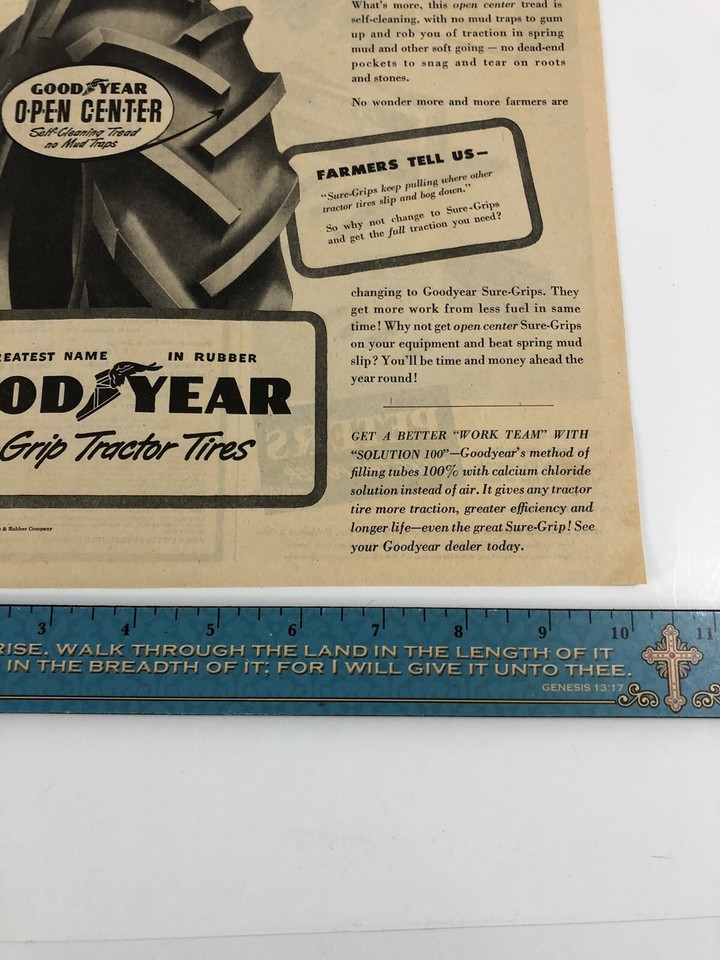 What's more, this open center tread is
self-cleaning, with no mud traps to gum
up and rob you of traction in spring
mud and other soft going — no dead-end
pockets to snag and tear on roots
and stones.
No wonder more and more farmers are
GOOD YEAR
O·P·E·N CEN·T·E·R
Self-Cleaning Tread
no Mud Traps
FARMERS TELL US—
"Sure-Grips keep pulling where other
tractor tires slip and bog down."
So why not change to Sure-Grips
and get the full traction you need?
changing to Goodyear Sure-Grips. They
get more work from less fuel in same
time! Why not get open center Sure-Grips
on your equipment and beat spring mud
slip? You'll be time and money ahead the
year round!
EATEST NAME IN RUBBER
OD YEAR
Grip Tractor Tires
& Rubber Company
GET A BETTER "WORK TEAM" WITH
"SOLUTION 100"—Goodyear's method of
filling tubes 100% with calcium chloride
solution instead of air. It gives any tractor
tire more traction, greater efficiency and
longer life—even the great Sure-Grip! See
your Goodyear dealer today.
3 4 5 6 7 8 9 10 11
RISE. WALK THROUGH THE LAND IN THE LENGTH OF IT
IN THE BREADTH OF IT; FOR I WILL GIVE IT UNTO THEE.
GENESIS 13:17